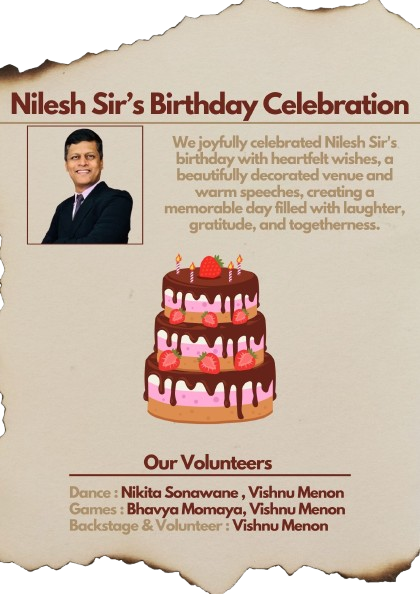 Nilesh Sir’s Birthday Celebration
We joyfully celebrated Nilesh Sir's
birthday with heartfelt wishes, a
beautifully decorated venue and
warm speeches, creating a
memorable day filled with laughter,
gratitude, and togetherness.
Our Volunteers
Dance : Nikita Sonawane , Vishnu Menon
Games : Bhavya Momaya, Vishnu Menon
Backstage & Volunteer : Vishnu Menon